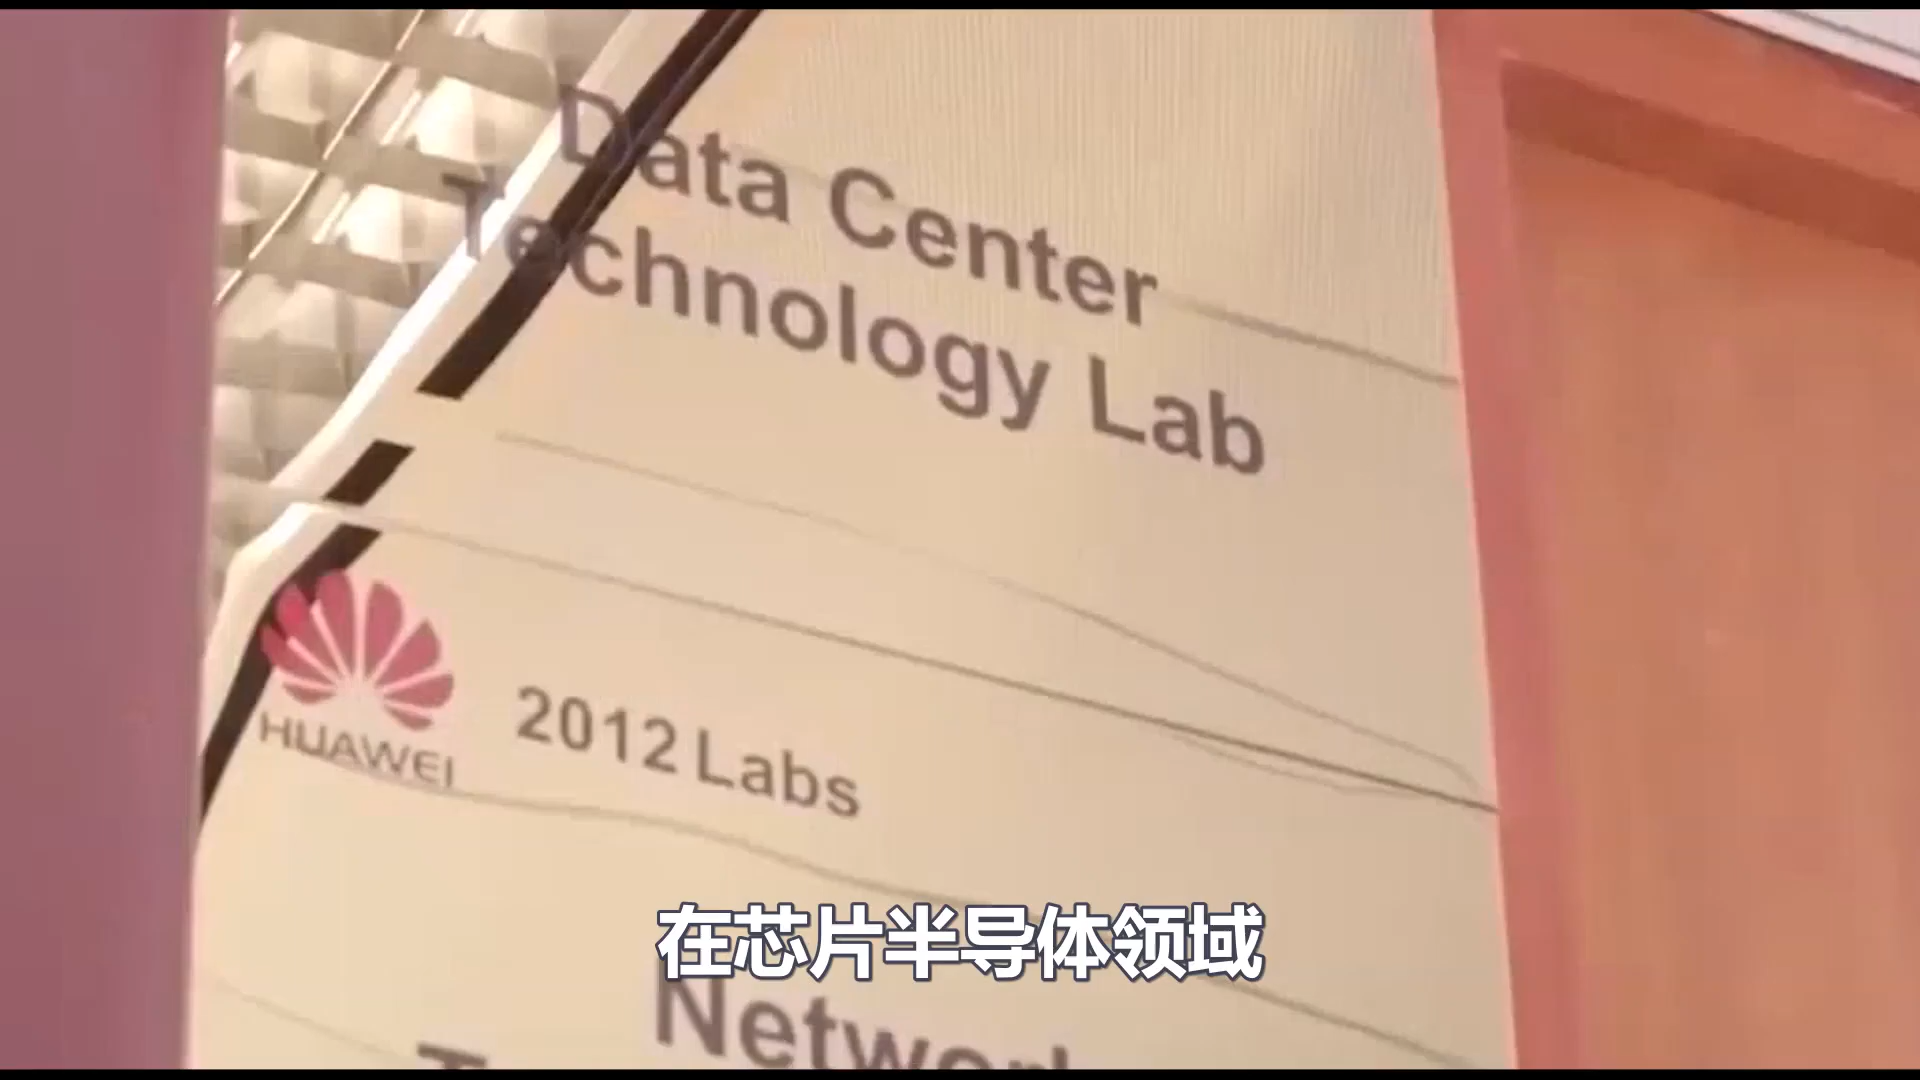 Data Center
Technology Lab
HUAWEI
2012 Labs
在芯片半导体领域